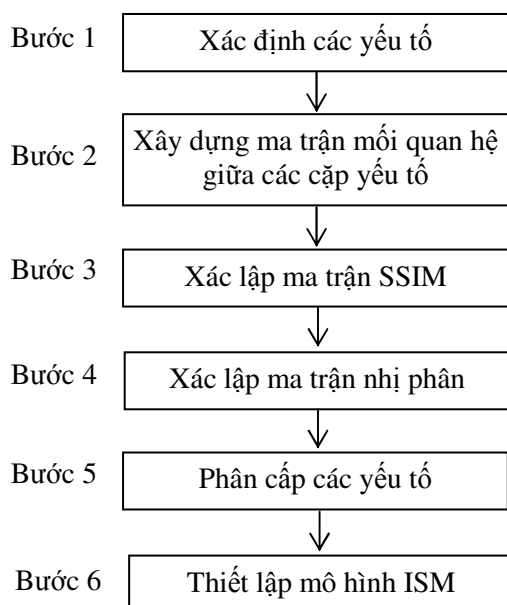 Bước 1
Xác định các yếu tố
Bước 2
Xây dựng ma trận mối quan hệ
giữa các cặp yếu tố
Bước 3
Xác lập ma trận SSIM
Bước 4
Xác lập ma trận nhị phân
Bước 5
Phân cấp các yếu tố
Bước 6
Thiết lập mô hình ISM